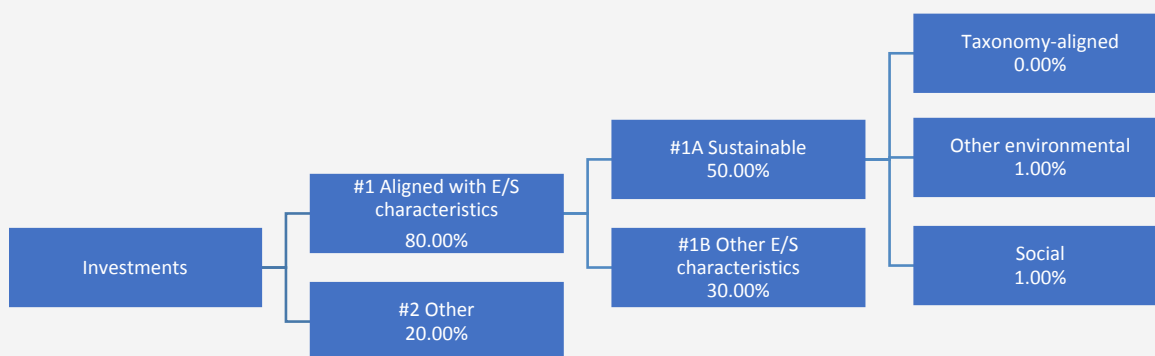 Investments
#1 Aligned with E/S
characteristics
80.00%
#2 Other
20.00%
#1A Sustainable
50.00%
#1B Other E/S
characteristics
30.00%
Taxonomy-aligned
0.00%
Other environmental
1.00%
Social
1.00%